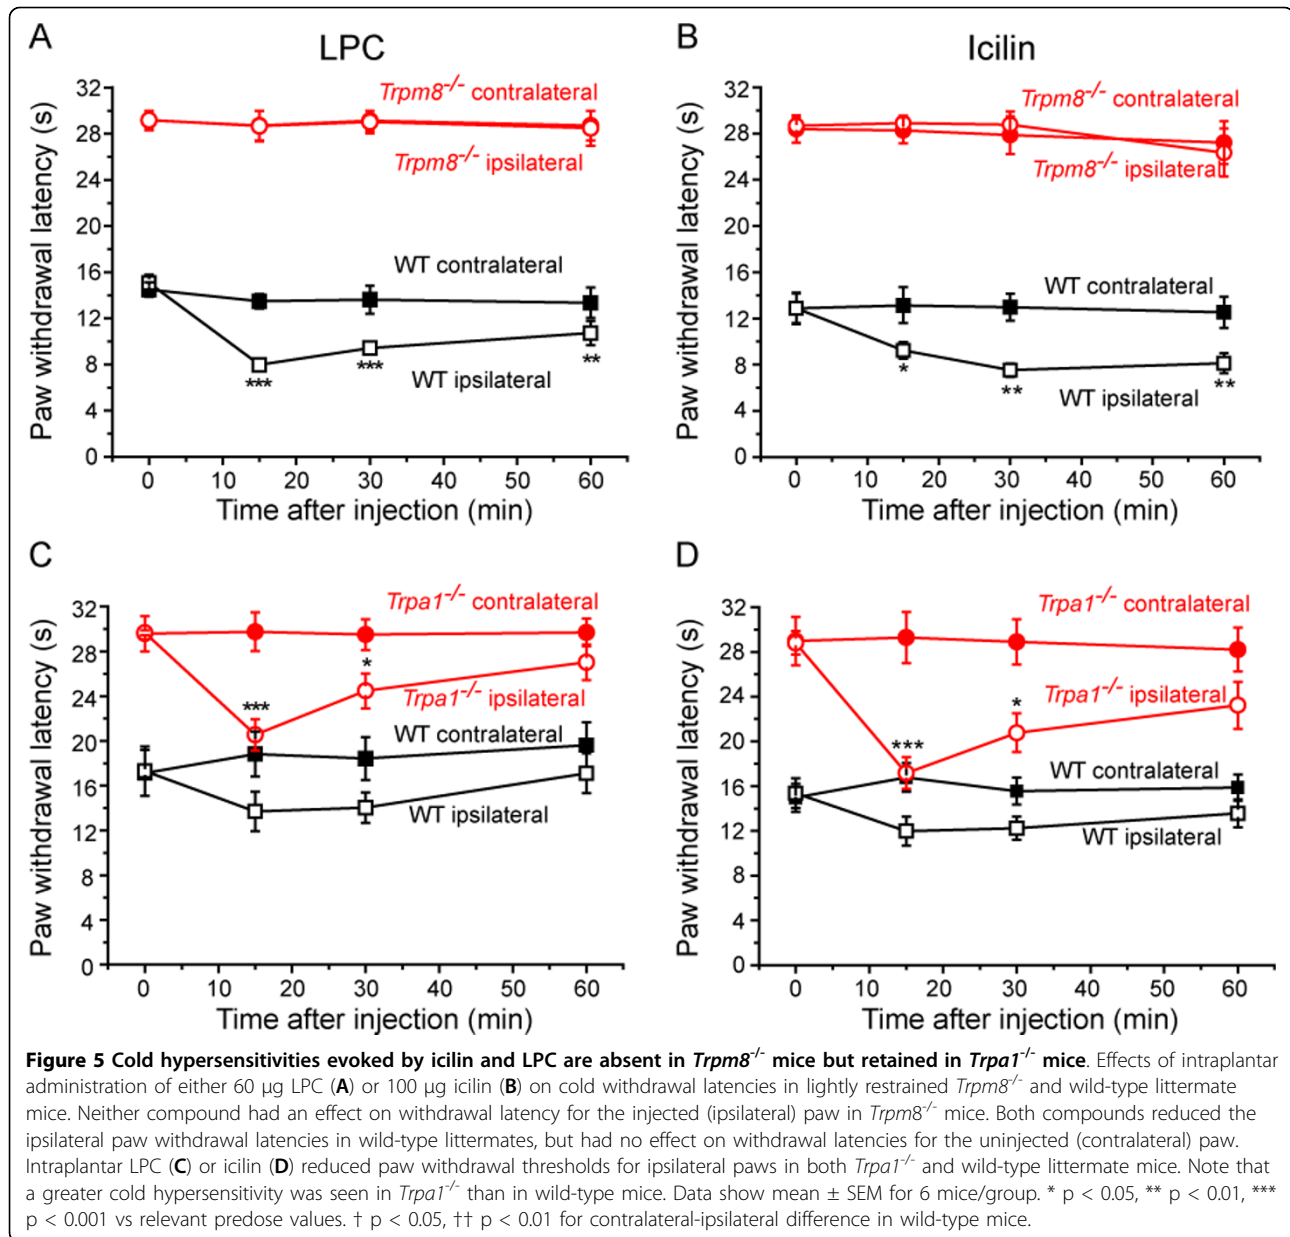 A
LPC
Paw withdrawal latency (s)
32
28
24
20
16
12
8
4
0
Trpm8-/- contralateral
Trpm8-/- ipsilateral
WT contralateral
WT ipsilateral
***
***
**
0 10 20 30 40 50 60
Time after injection (min)
B
Icilin
Paw withdrawal latency (s)
32
28
24
20
16
12
8
4
0
Trpm8-/- contralateral
Trpm8-/- ipsilateral
WT contralateral
WT ipsilateral
*
**
**
0 10 20 30 40 50 60
Time after injection (min)
C
Paw withdrawal latency (s)
32
28
24
20
16
12
8
4
0
Trpa1-/- contralateral
*
Trpa1-/- ipsilateral
***
WT contralateral
WT ipsilateral
0 10 20 30 40 50 60
Time after injection (min)
D
Paw withdrawal latency (s)
32
28
24
20
16
12
8
4
0
Trpa1-/- contralateral
Trpa1-/- ipsilateral
*
***
WT contralateral
WT ipsilateral
0 10 20 30 40 50 60
Time after injection (min)
Figure 5 Cold hypersensitivities evoked by icilin and LPC are absent in Trpm8-/- mice but retained in Trpa1-/- mice. Effects of intraplantar
administration of either 60 μg LPC (A) or 100 μg icilin (B) on cold withdrawal latencies in lightly restrained Trpm8-/- and wild-type littermate
mice. Neither compound had an effect on withdrawal latency for the injected (ipsilateral) paw in Trpm8-/- mice. Both compounds reduced the
ipsilateral paw withdrawal latencies in wild-type littermates, but had no effect on withdrawal latencies for the uninjected (contralateral) paw.
Intraplantar LPC (C) or icilin (D) reduced paw withdrawal thresholds for ipsilateral paws in both Trpa1-/- and wild-type littermate mice. Note that
a greater cold hypersensitivity was seen in Trpa1-/- than in wild-type mice. Data show mean ± SEM for 6 mice/group. * p < 0.05, ** p < 0.01, ***
p < 0.001 vs relevant predose values. † p < 0.05, †† p < 0.01 for contralateral-ipsilateral difference in wild-type mice.